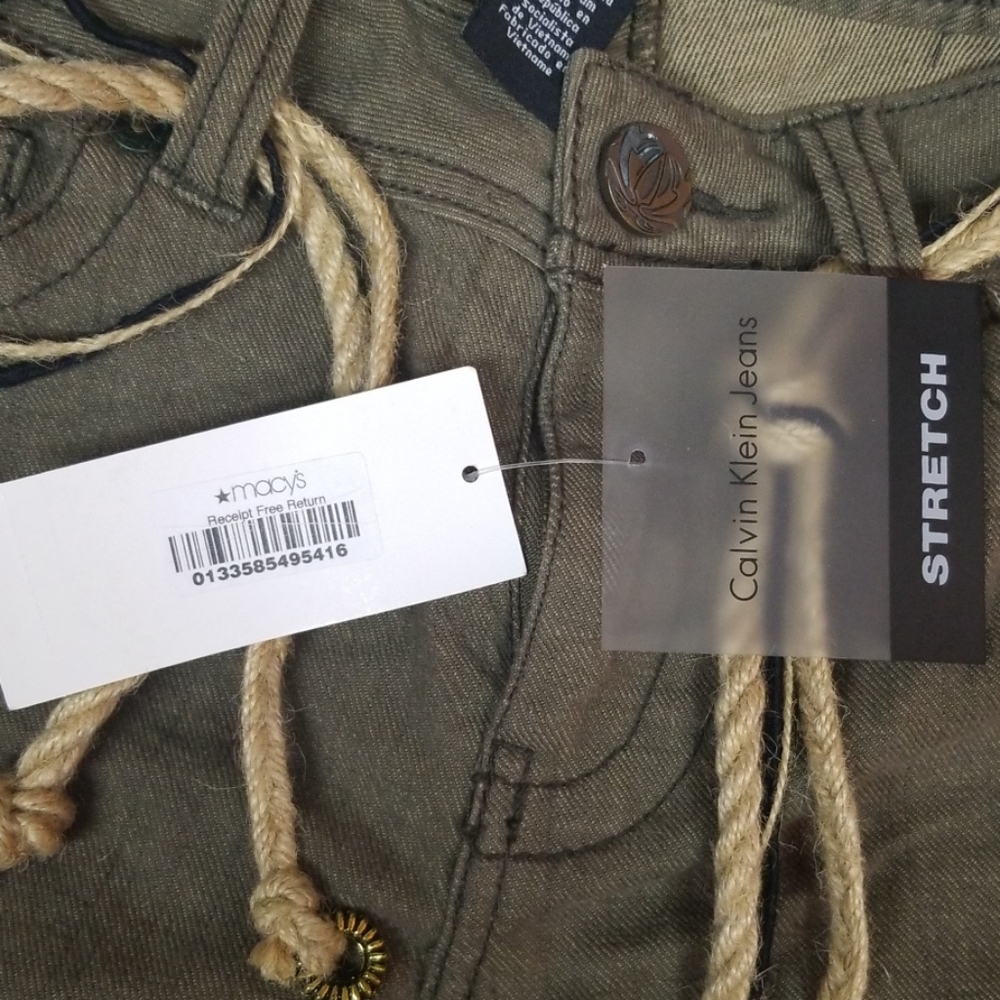 República
socialista
de Vietnam
Fabricado en
Vietname
★macy's
Receipt Free Return
0133585495416
Calvin Klein Jeans
STRETCH